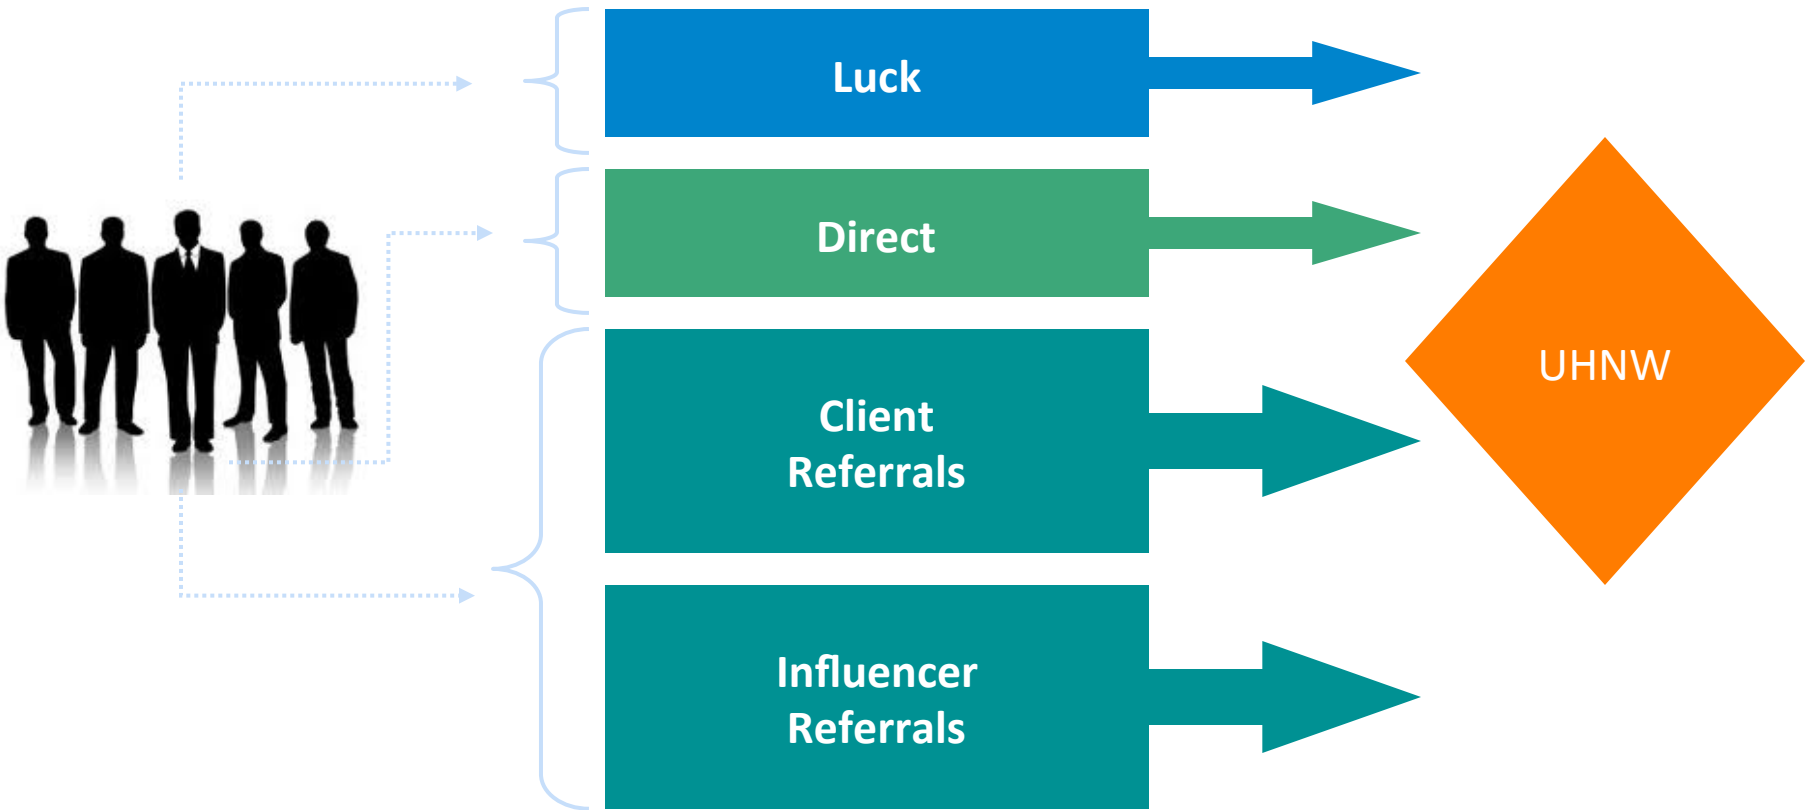 Luck
Direct
Client
Referrals
UHNW
Influencer
Referrals